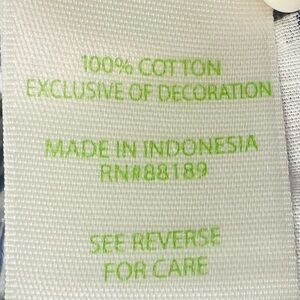 100% COTTON
EXCLUSIVE OF DECORATION
MADE IN INDONESIA
RN#88189
SEE REVERSE
FOR CARE